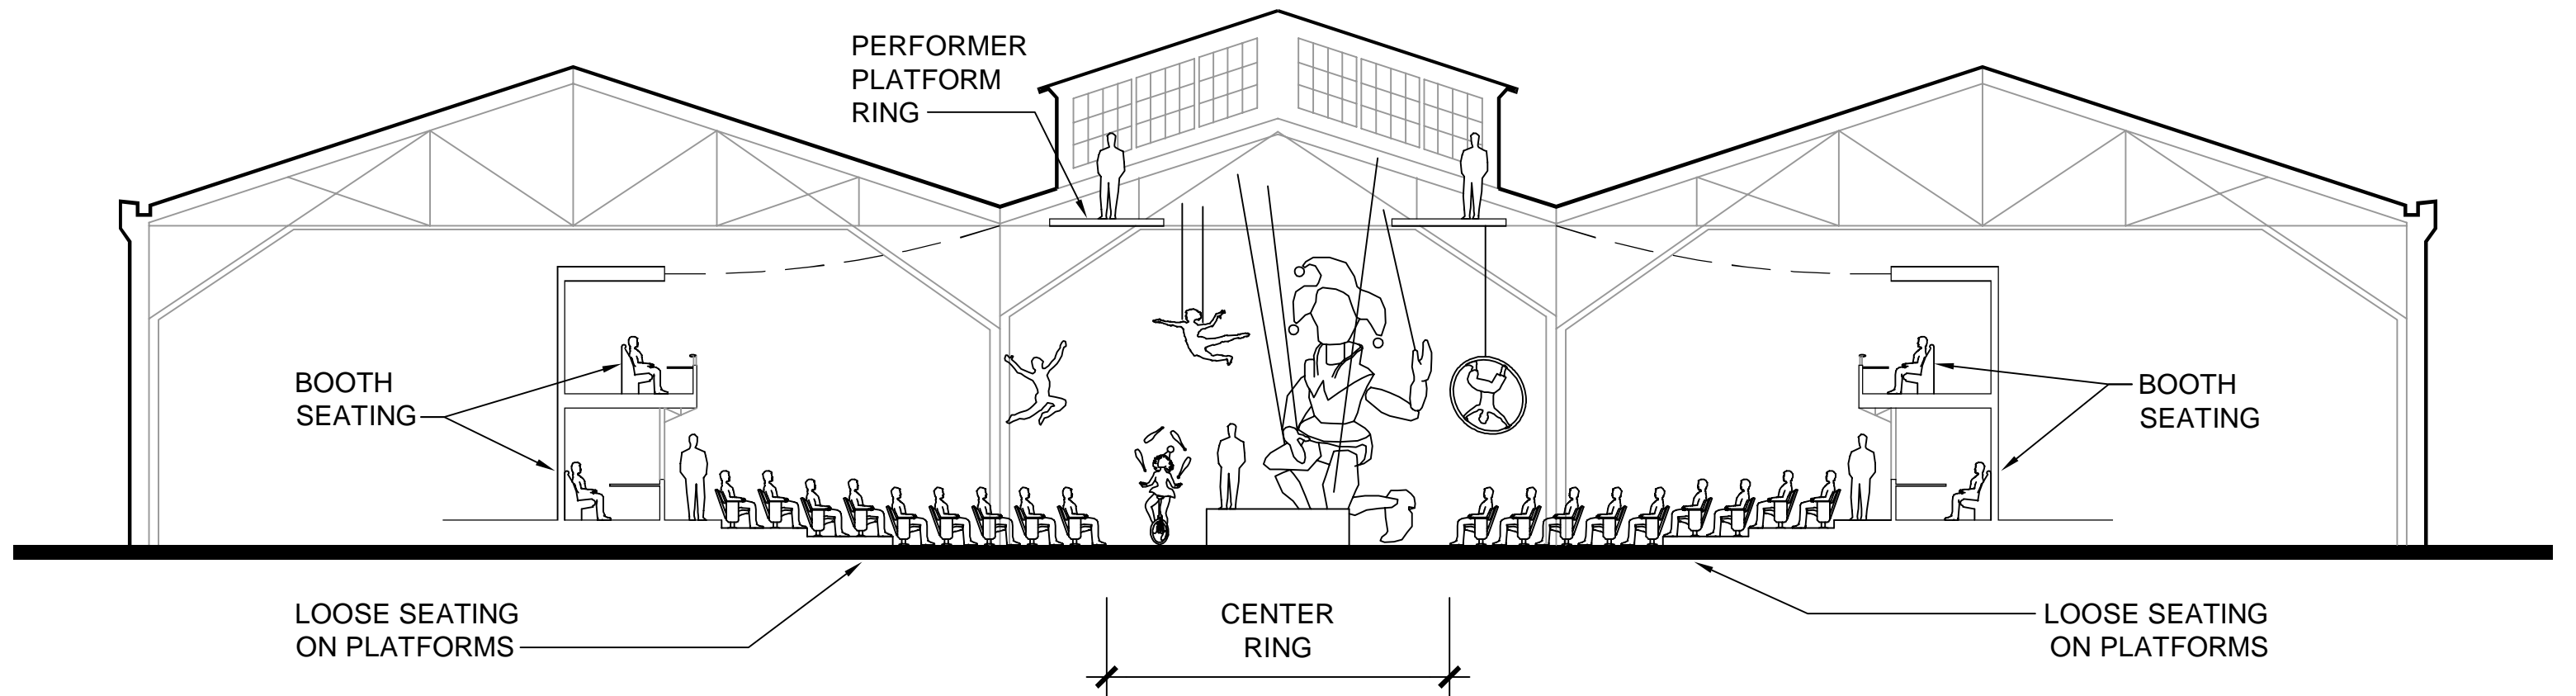 PERFORMER
PLATFORM
RING
BOOTH
SEATING
BOOTH
SEATING
LOOSE SEATING
ON PLATFORMS
CENTER
RING
LOOSE SEATING
ON PLATFORMS